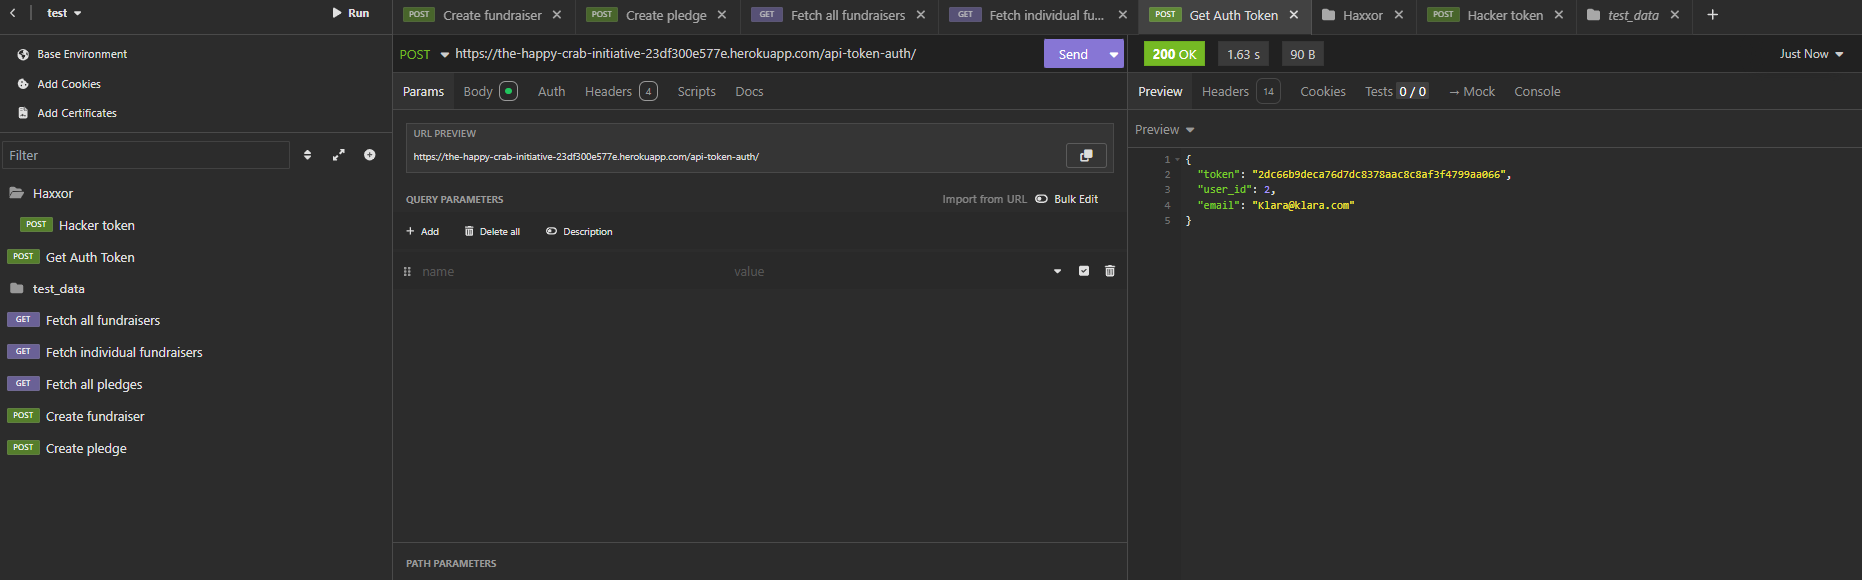 test
Run
Base Environment
Add Cookies
Add Certificates
Filter
Haxxor
POST Hacker token
POST Get Auth Token
test_data
GET Fetch all fundraisers
GET Fetch individual fundraisers
GET Fetch all pledges
POST Create fundraiser
POST Create pledge
POST Create fundraiser
POST Create pledge
GET Fetch all fundraisers
GET Fetch individual fu...
POST Get Auth Token
Haxxor
POST Hacker token
test_data
POST https://the-happy-crab-initiative-23df300e577e.herokuapp.com/api-token-auth/ Send
Params Body Auth Headers 4 Scripts Docs
URL PREVIEW
https://the-happy-crab-initiative-23df300e577e.herokuapp.com/api-token-auth/
QUERY PARAMETERS Import from URL Bulk Edit
Add Delete all Description
name value
PATH PARAMETERS
200 OK 1.63 s 90 B Just Now
Preview Headers 14 Cookies Tests 0 / 0 → Mock Console
Preview
1 {
2 "token": "2dc66b9deca76d7dc8378aac8c8af3f4799aa066",
3 "user_id": 2,
4 "email": "Klara@klara.com"
5 }